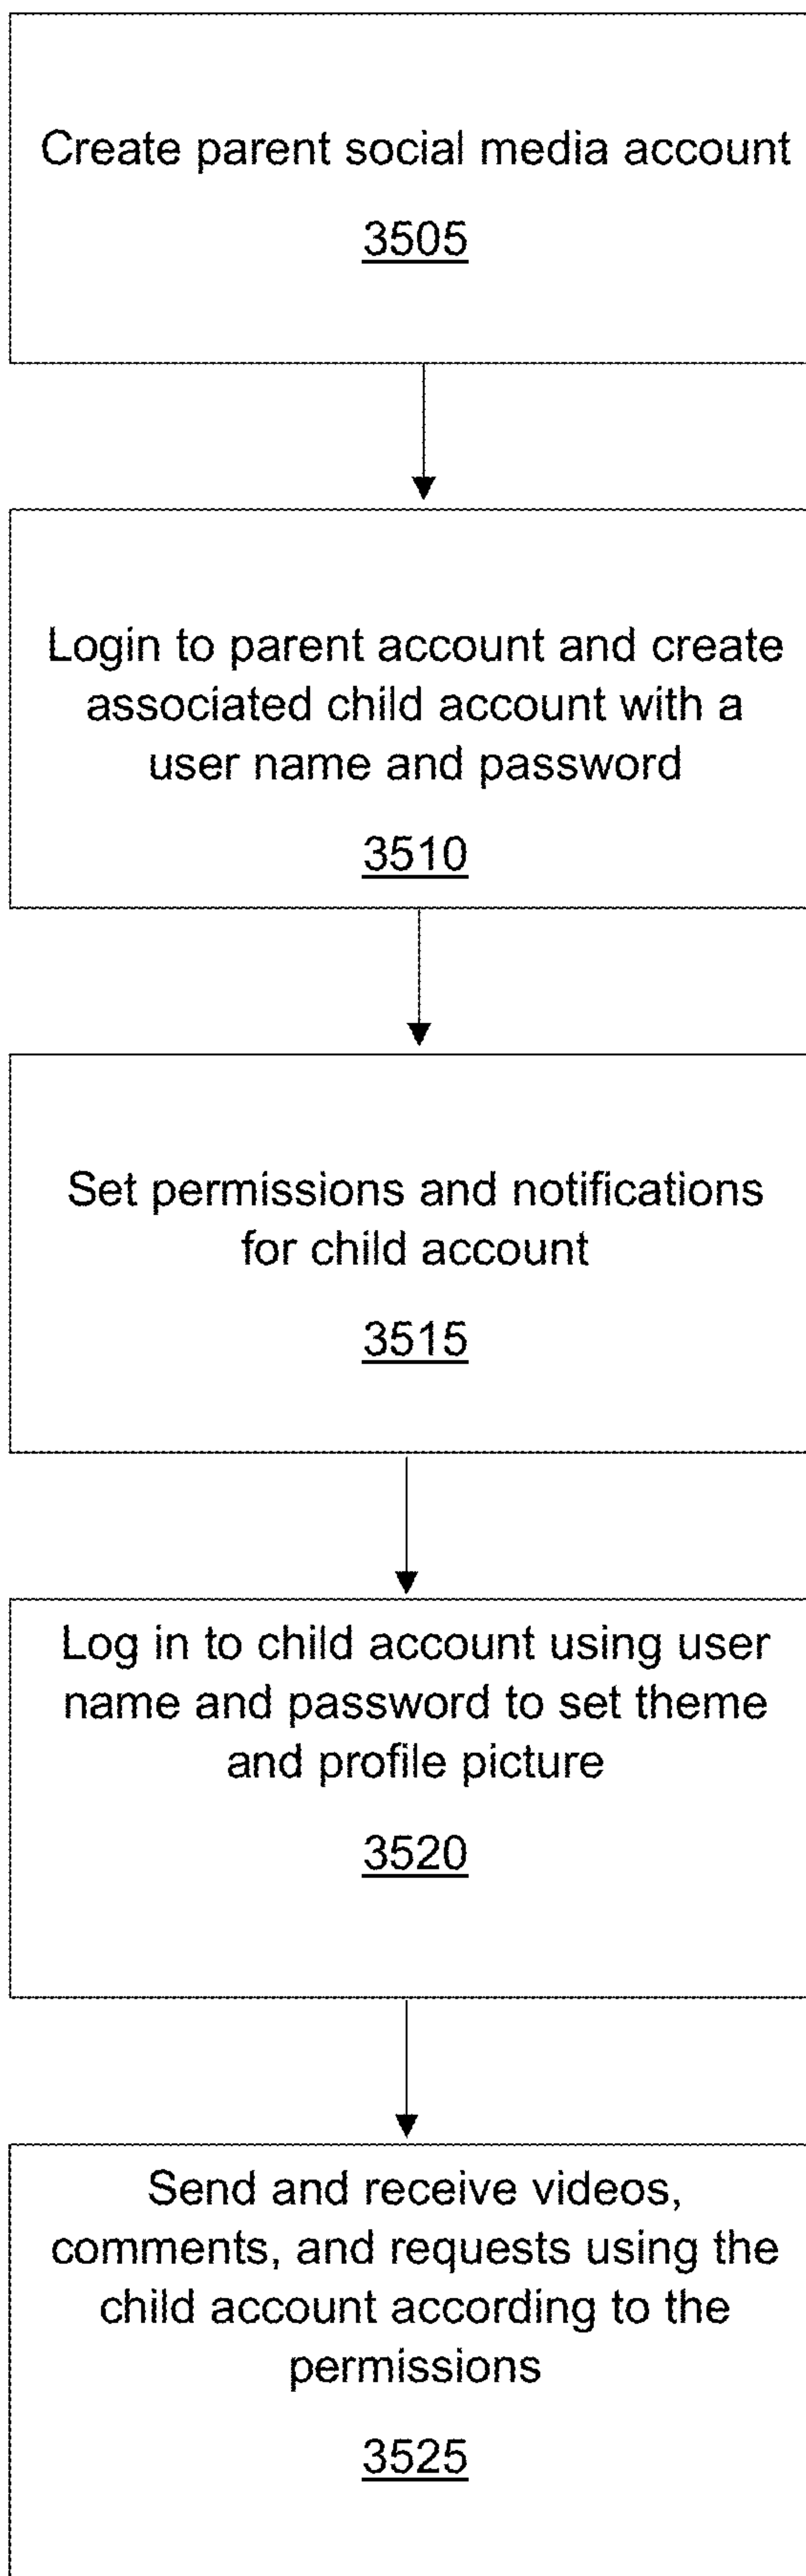 Create parent social media account
3505
Login to parent account and create
associated child account with a
user name and password
3510
Set permissions and notifications
for child account
3515
Log in to child account using user
name and password to set theme
and profile picture
3520
Send and receive videos,
comments, and requests using the
child account according to the
permissions
3525